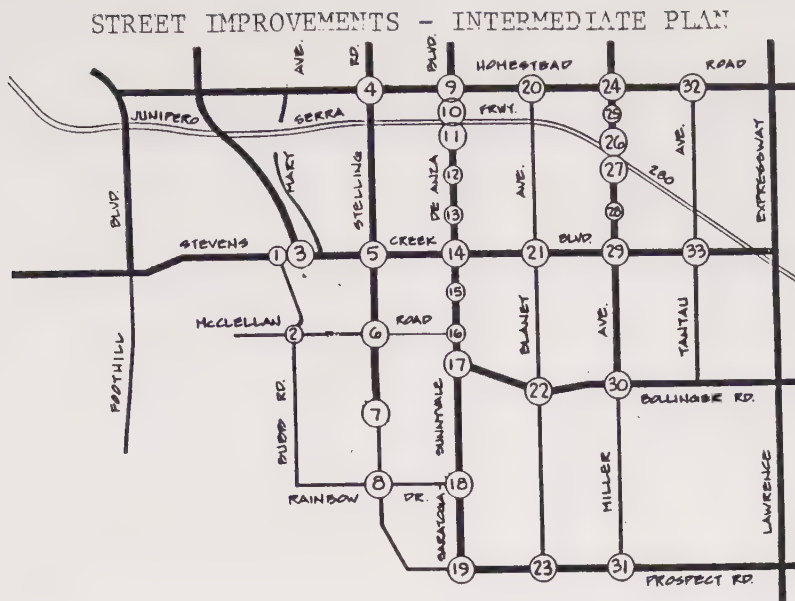 STREET IMPROVEMENTS - INTERMEDIATE PLAN
AVE.
RD.
BLVD.
HOMESTEAD
ROAD
4
9
20
24
32
JUNIPERO
SERRA
10
FRWY.
25
11
26
27
280
MARY
STELLING
DE ANZA
12
13
28
AVE.
AVE.
EXPRESSWAY
BLVD.
STEVENS
CREEK
BLVD.
1
3
5
14
21
29
33
15
McCLELLAN
ROAD
2
6
16
BLANEY
AVE.
TANTAU
17
FOOTHILL
22
30
BOLLINGER RD.
7
BUBB RD.
SUNNYVALE
8
18
RAINBOW
DR.
SARATOGA
MILLER
LAWRENCE
19
23
31
PROSPECT RD.